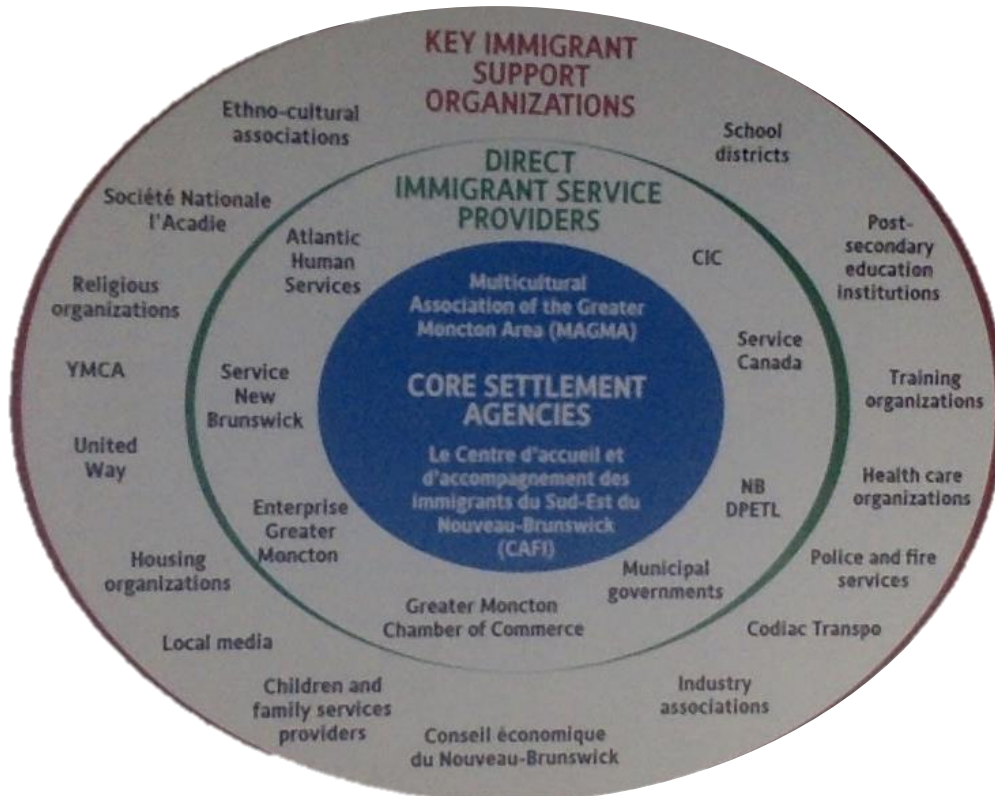 KEY IMMIGRANT
SUPPORT
ORGANIZATIONS
Ethno-cultural
associations
School
districts
Société Nationale
l'Acadie
Post-
secondary
education
institutions
Religious
organizations
YMCA
Training
organizations
United
Way
Health care
organizations
Housing
organizations
Police and fire
services
Local media
Codiac Transpo
Children and
family services
providers
Industry
associations
Conseil économique
du Nouveau-Brunswick
DIRECT
IMMIGRANT SERVICE
PROVIDERS
Atlantic
Human
Services
CIC
Service
New
Brunswick
Service
Canada
Enterprise
Greater
Moncton
NB
DPETL
Greater Moncton
Chamber of Commerce
Municipal
governments
Multicultural
Association of the Greater
Moncton Area (MAGMA)
CORE SETTLEMENT
AGENCIES
Le Centre d'accueil et
d'accompagnement des
immigrants du Sud-Est du
Nouveau-Brunswick
(CAFI)